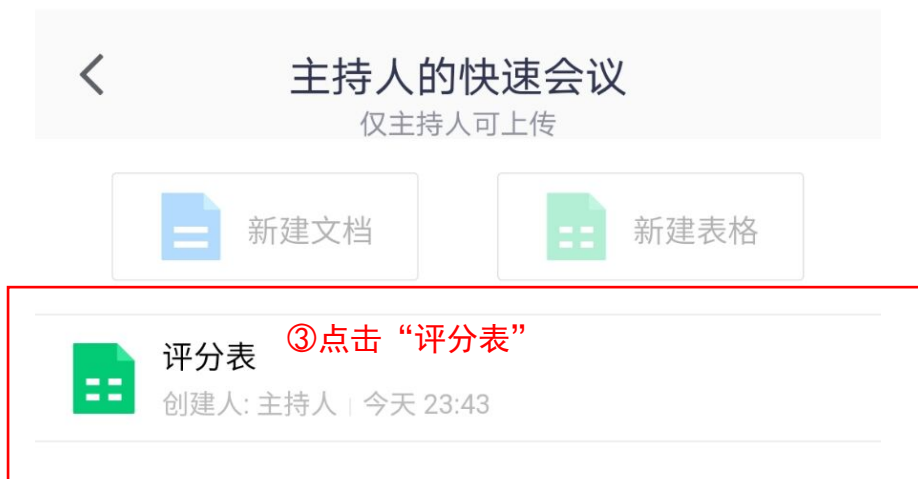 主持人的快速会议
仅主持人可上传
新建文档
新建表格
③点击“评分表”
评分表
创建人: 主持人 | 今天 23:43